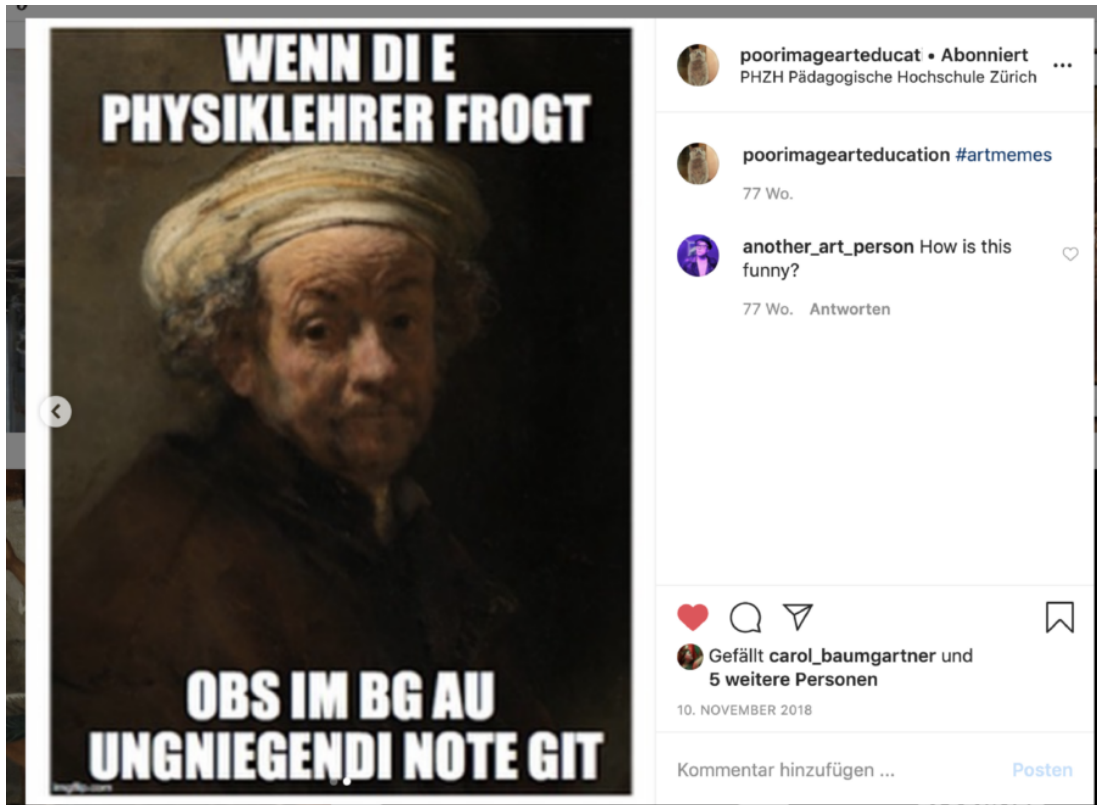 WENN DI E
PHYSIKLEHRER FROGT
OBS IM BG AU
UNGNIEGENDI NOTE GIT
imgflip.com
poorimagearteducati • Abonniert
PHZH Pädagogische Hochschule Zürich
poorimagearteducation #artmemes
77 Wo.
another_art_person How is this
funny?
77 Wo. Antworten
Gefällt carol_baumgartner und
5 weitere Personen
10. NOVEMBER 2018
Kommentar hinzufügen ... Posten